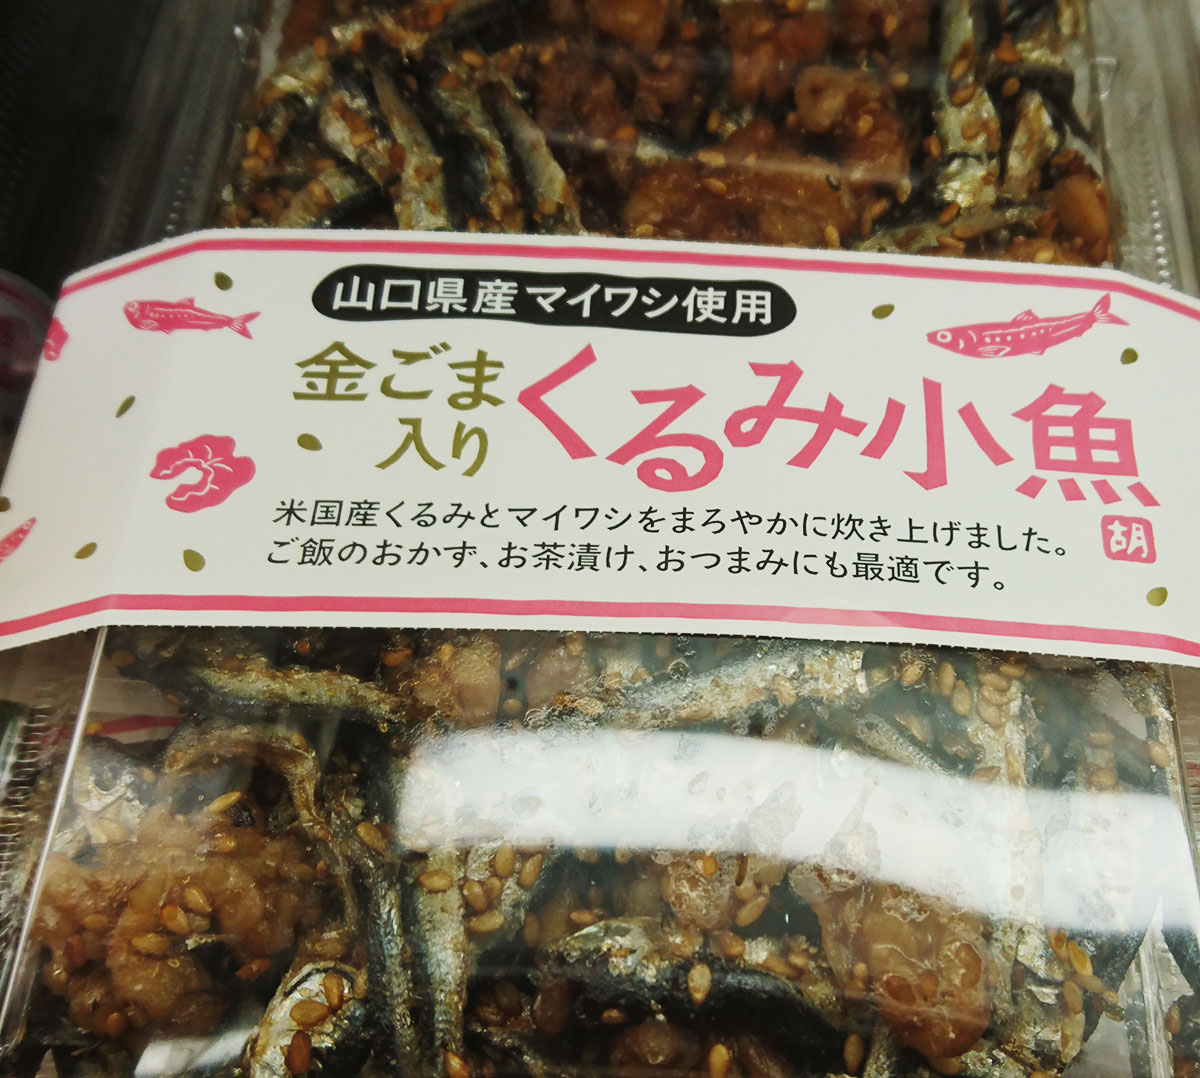 山口県産マイワシ使用
金ごま入り
くるみ小魚
胡
米国産くるみとマイワシをまろやかに炊き上げました。
ご飯のおかず、お茶漬け、おつまみにも最適です。